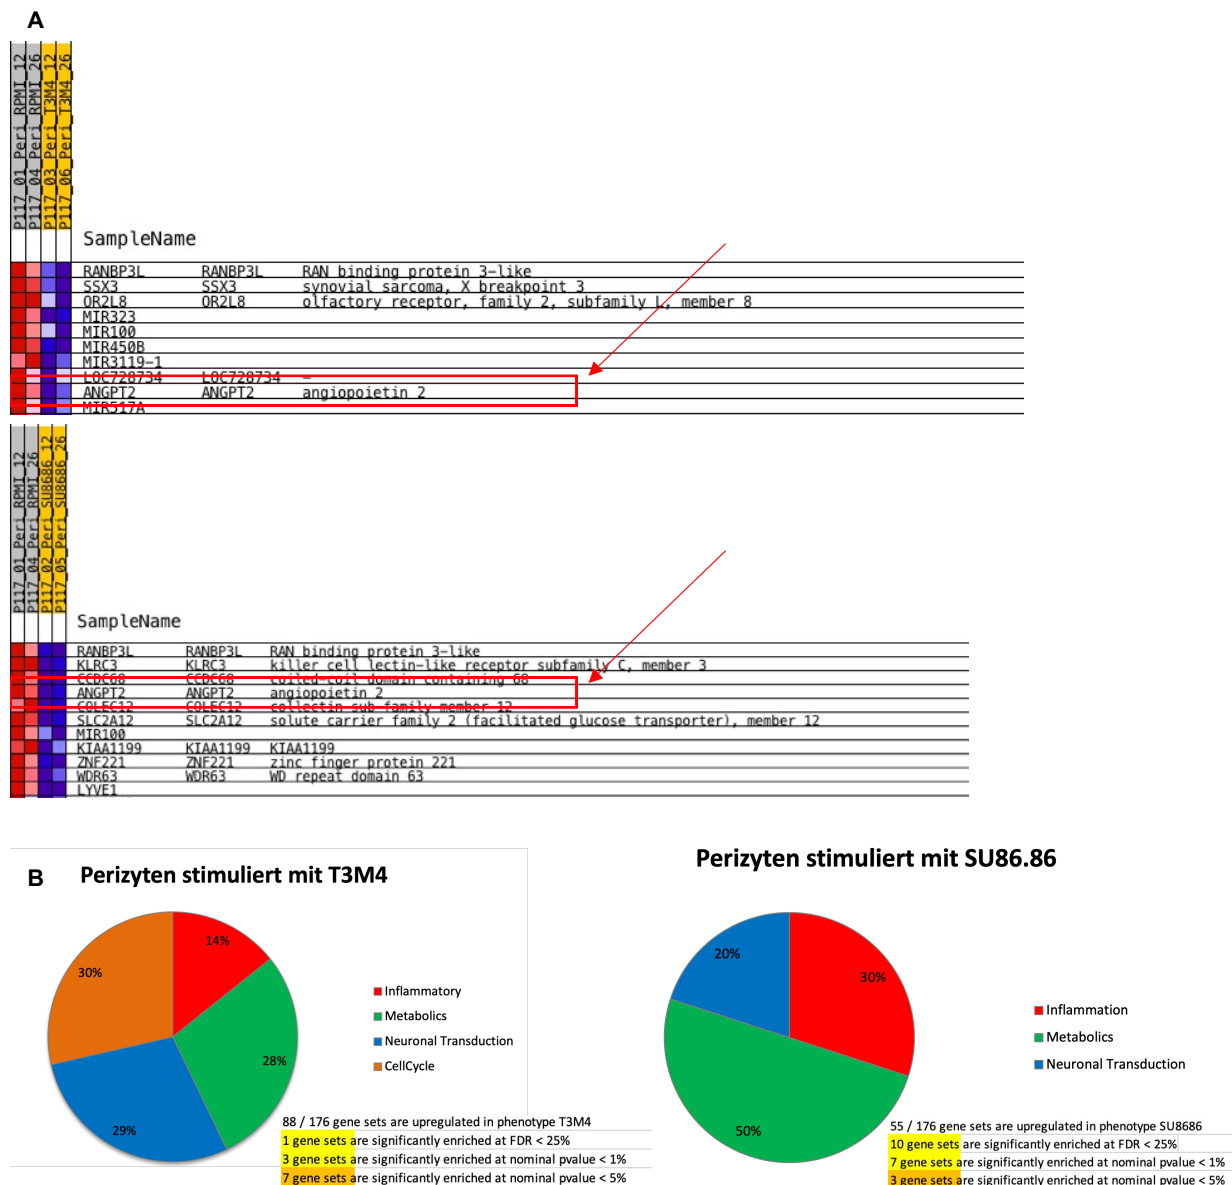 A
P117_01_Peri_RPMI_12
P117_04_Peri_RPMI_26
P117_03_Peri_T3M4_12
P117_06_Peri_T3M4_26
SampleName
RANBP3L RANBP3L RAN binding protein 3-like
SSX3 SSX3 synovial sarcoma, X breakpoint 3
OR2L8 OR2L8 olfactory receptor, family 2, subfamily L, member 8
MIR323
MIR100
MIR450B
MIR3119-1
LOC728734 LOC728734 -
ANGPT2 ANGPT2 angiopoietin 2
MIR517A
P117_01_Peri_RPMI_12
P117_04_Peri_RPMI_26
P117_02_Peri_SU8686_12
P117_05_Peri_SU8686_26
SampleName
RANBP3L RANBP3L RAN binding protein 3-like
KLRC3 KLRC3 killer cell lectin-like receptor subfamily C, member 3
CCDC68 CCDC68 coiled-coil domain containing 68
ANGPT2 ANGPT2 angiopoietin 2
COLEC12 COLEC12 collectin sub-family member 12
SLC2A12 SLC2A12 solute carrier family 2 (facilitated glucose transporter), member 12
MIR100
KIAA1199 KIAA1199 KIAA1199
ZNF221 ZNF221 zinc finger protein 221
WDR63 WDR63 WD repeat domain 63
LYVE1
B
Perizyten stimuliert mit T3M4
14%
28%
29%
30%
Inflammatory
Metabolics
Neuronal Transduction
CellCycle
88 / 176 gene sets are upregulated in phenotype T3M4
1 gene sets are significantly enriched at FDR < 25%
3 gene sets are significantly enriched at nominal pvalue < 1%
7 gene sets are significantly enriched at nominal pvalue < 5%
Perizyten stimuliert mit SU86.86
20%
30%
50%
Inflammation
Metabolics
Neuronal Transduction
55 / 176 gene sets are upregulated in phenotype SU8686
10 gene sets are significantly enriched at FDR < 25%
7 gene sets are significantly enriched at nominal pvalue < 1%
3 gene sets are significantly enriched at nominal pvalue < 5%